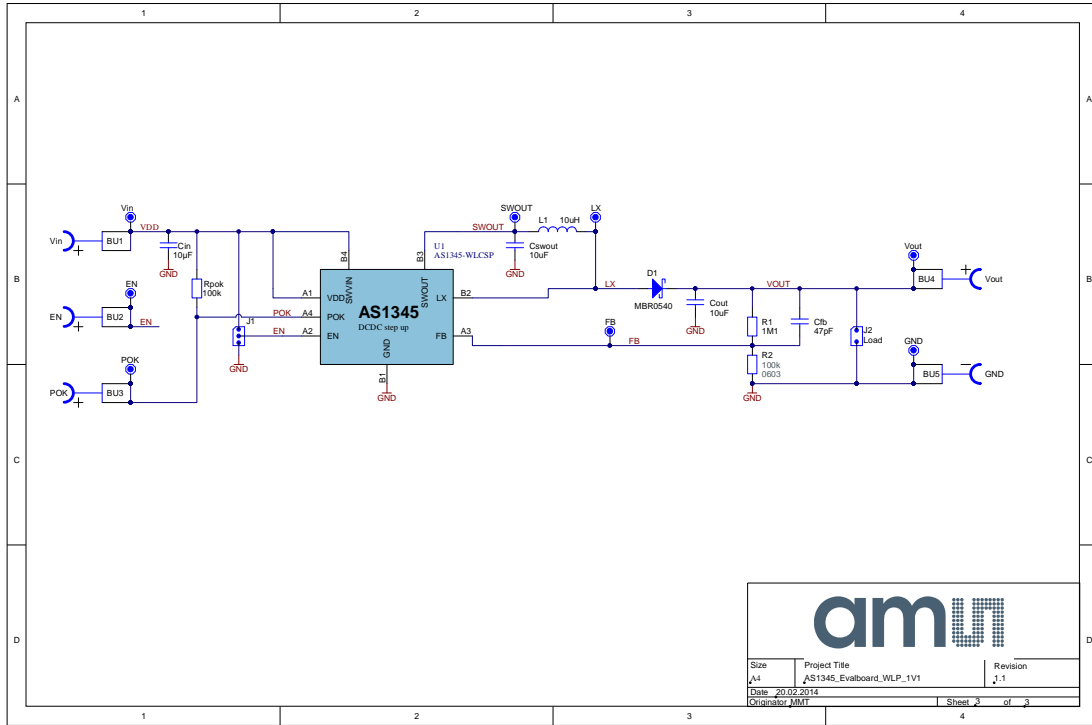 1 2 3 4
A A
Vin SWOUT LX
VDD SWOUT L1 10uH
Vin BU1
+
Cin
10µF
GND
B4 B3
U1
AS1345-WLCSP
Cswout
10uF
GND
Vout
BU4 + Vout
B B
EN
Rpok
100k
A1 VDD SWVIN SWOUT LX B2
LX D1
MBR0540
Cout
10uF
GND
VOUT
EN BU2
+
EN
POK A4 POK
AS1345
DCDC step up
J1
EN A2 EN
GND
FB A3
FB
FB
R1
1M1
Cfb
47pF
J2
Load
GND
POK
POK BU3
+
GND
B1
GND
R2
100k
0603
GND
BU5 - GND
C C
D D
amu
Size Project Title Revision
A4 AS1345_Evalboard_WLP_1V1 1.1
Date 20.02.2014
Originator MMT Sheet 3 of 3
1 2 3 4